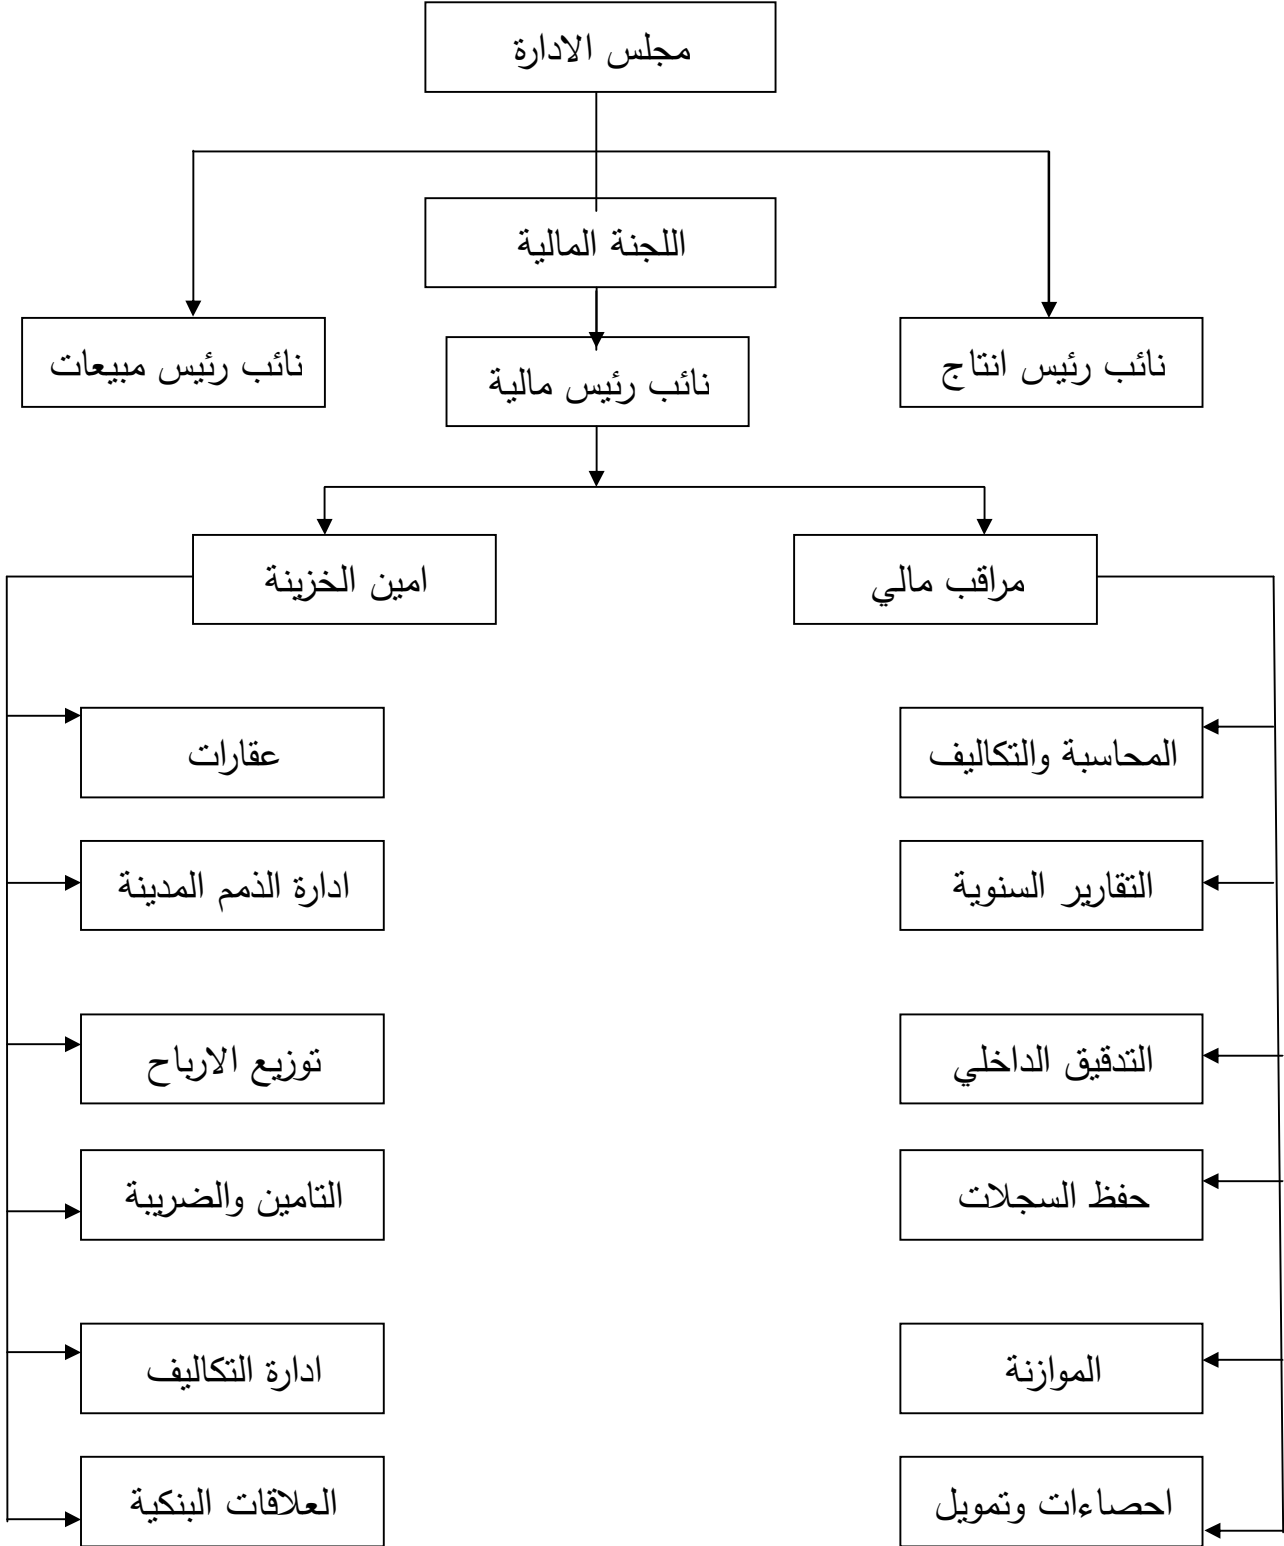 مجلس الادارة
اللجنة المالية
نائب رئيس انتاج
نائب رئيس مالية
نائب رئيس مبيعات
مراقب مالي
امين الخزينة
المحاسبة والتكاليف
عقارات
التقارير السنوية
ادارة الذمم المدينة
التدقيق الداخلي
توزيع الارباح
حفظ السجلات
التامين والضريبة
الموازنة
ادارة التكاليف
احصاءات وتمويل
العلاقات البنكية